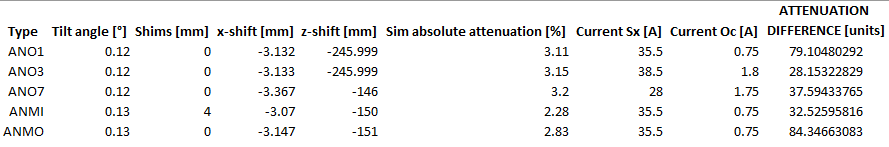 ATTENUATION
Type Tilt angle [°] Shims [mm] x-shift [mm] z-shift [mm] Sim absolute attenuation [%] Current Sx [A] Current Oc [A] DIFFERENCE [units]
ANO1 0.12 0 -3.132 -245.999 3.11 35.5 0.75 79.10480292
ANO3 0.12 0 -3.133 -245.999 3.15 38.5 1.8 28.15322829
ANO7 0.12 0 -3.367 -146 3.2 28 1.75 37.59433765
ANMI 0.13 4 -3.07 -150 2.28 35.5 0.75 32.52595816
ANMO 0.13 0 -3.147 -151 2.83 35.5 0.75 84.34663083